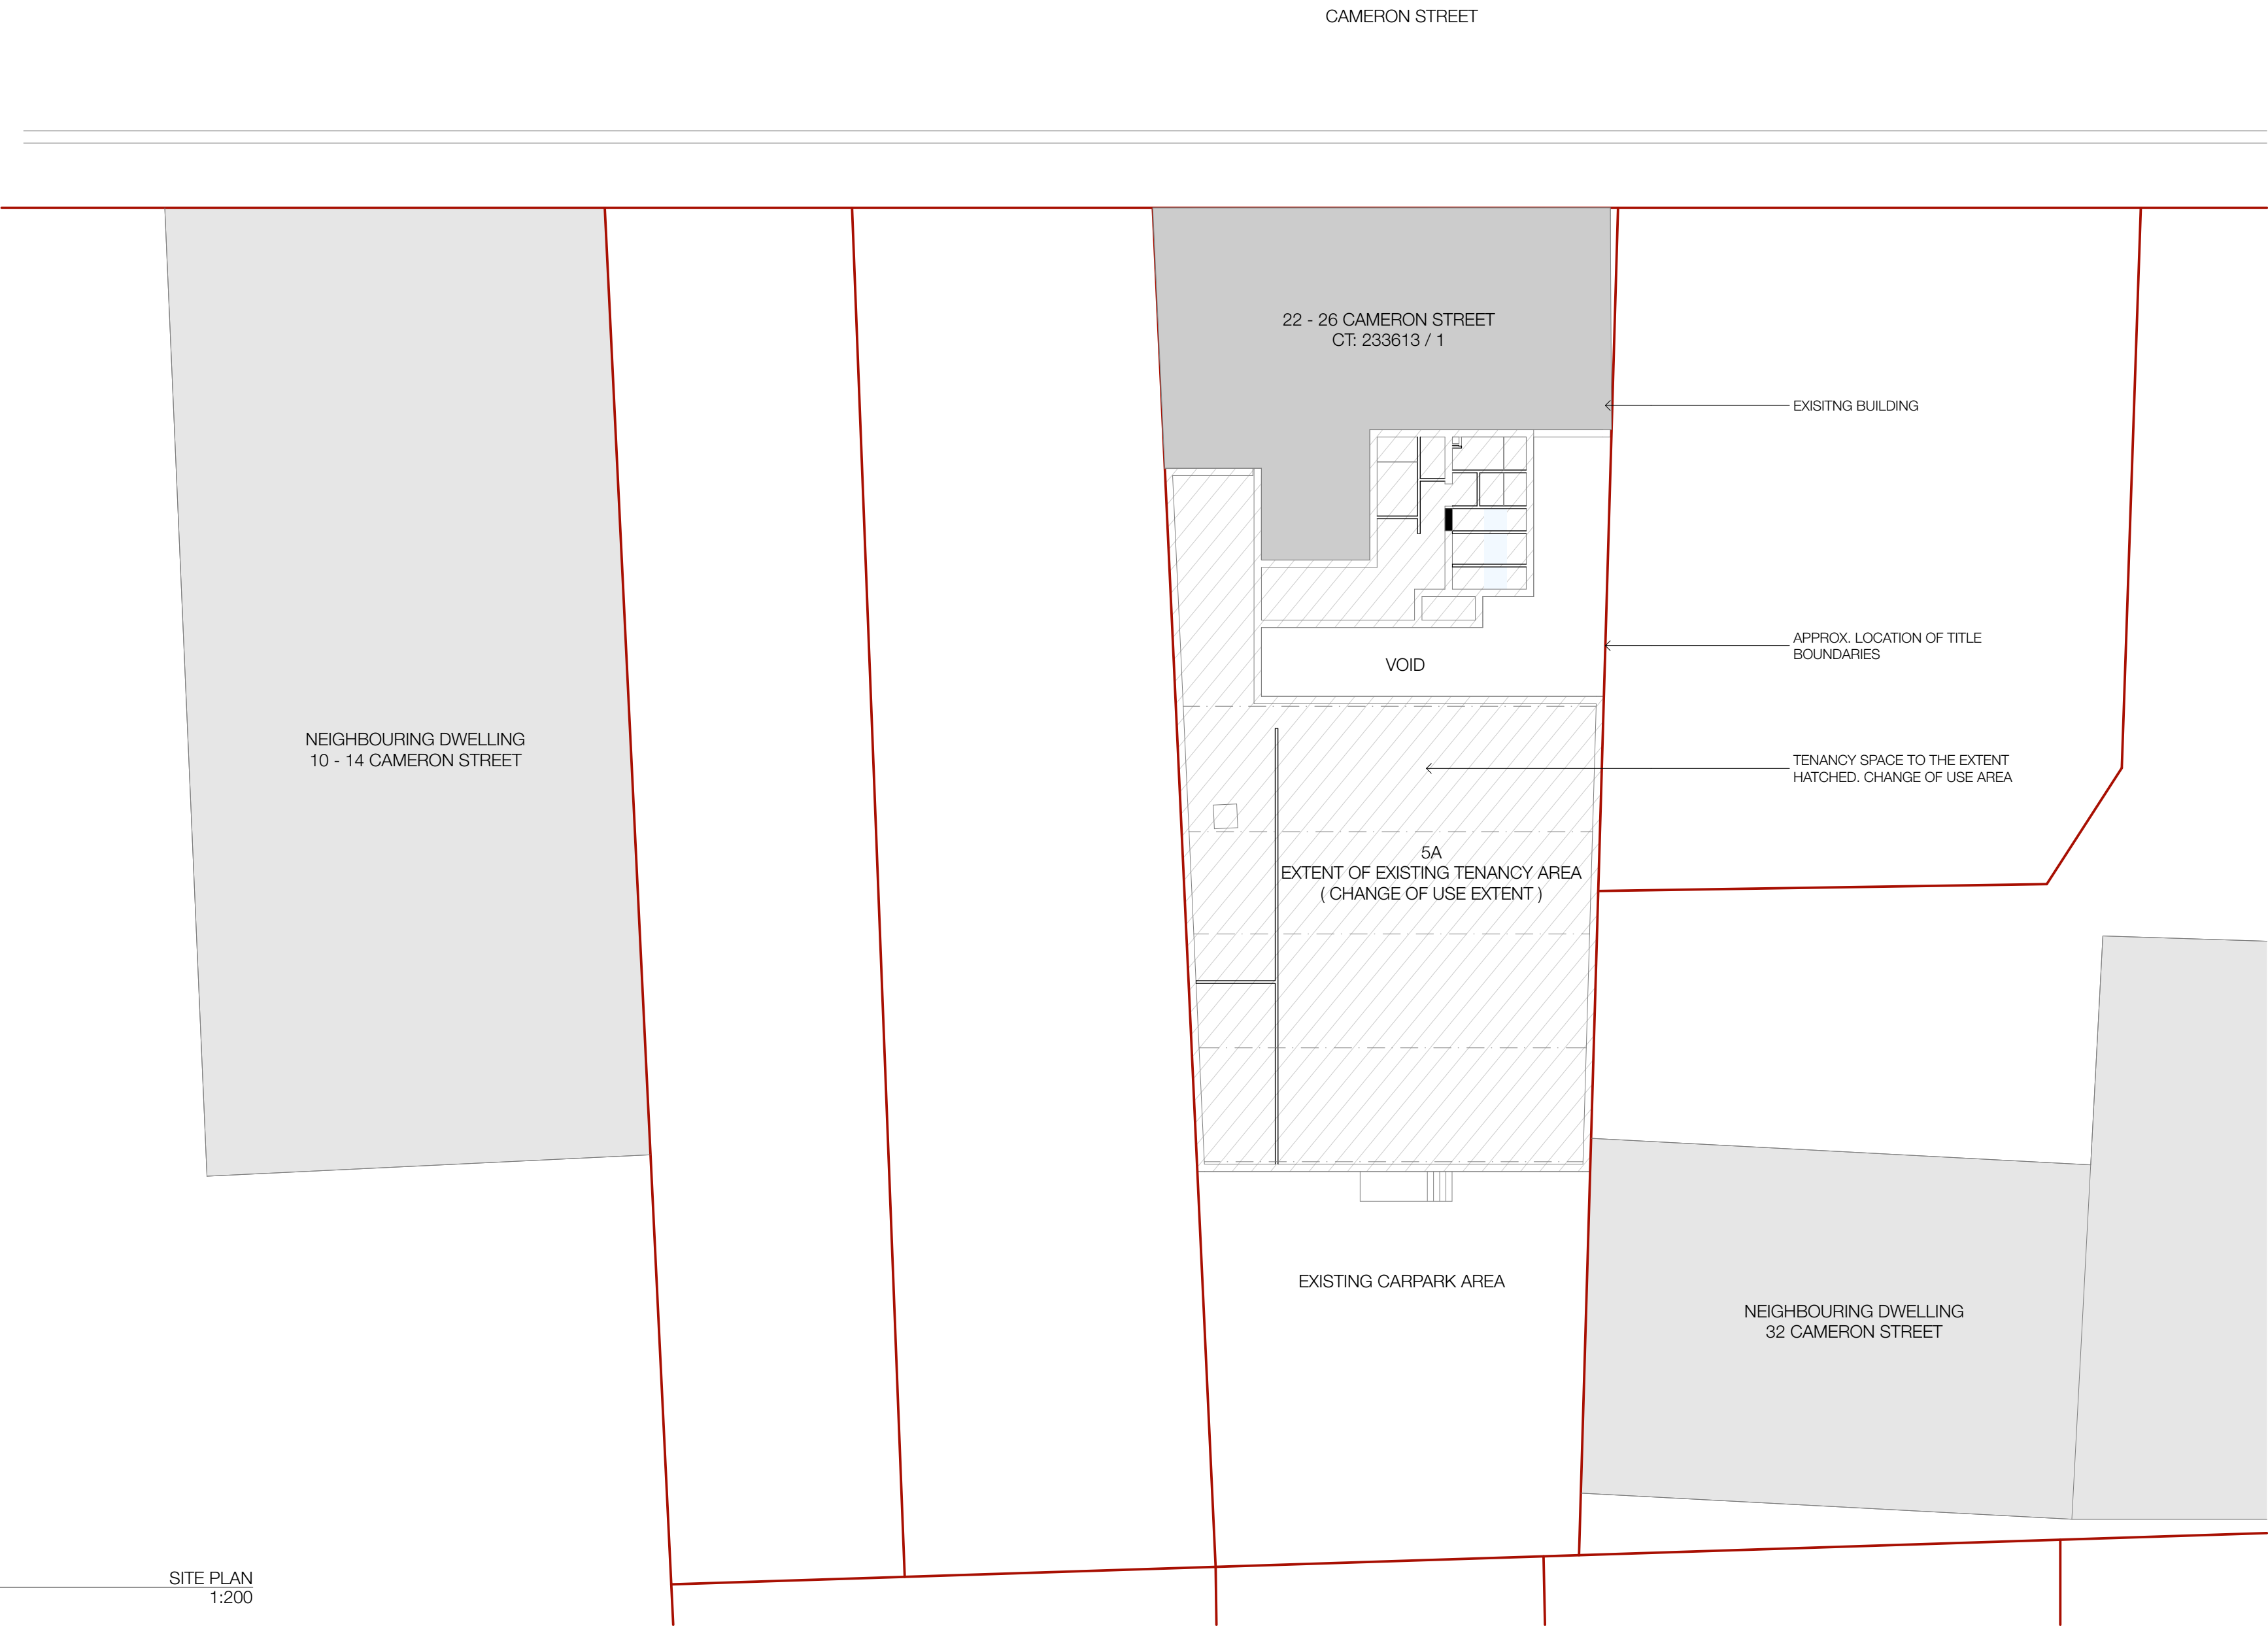 CAMERON STREET
22 - 26 CAMERON STREET
CT: 233613 / 1
EXISITNG BUILDING
APPROX. LOCATION OF TITLE
BOUNDARIES
VOID
NEIGHBOURING DWELLING
10 - 14 CAMERON STREET
TENANCY SPACE TO THE EXTENT
HATCHED. CHANGE OF USE AREA
5A
EXTENT OF EXISTING TENANCY AREA
( CHANGE OF USE EXTENT )
EXISTING CARPARK AREA
NEIGHBOURING DWELLING
32 CAMERON STREET
SITE PLAN
1:200